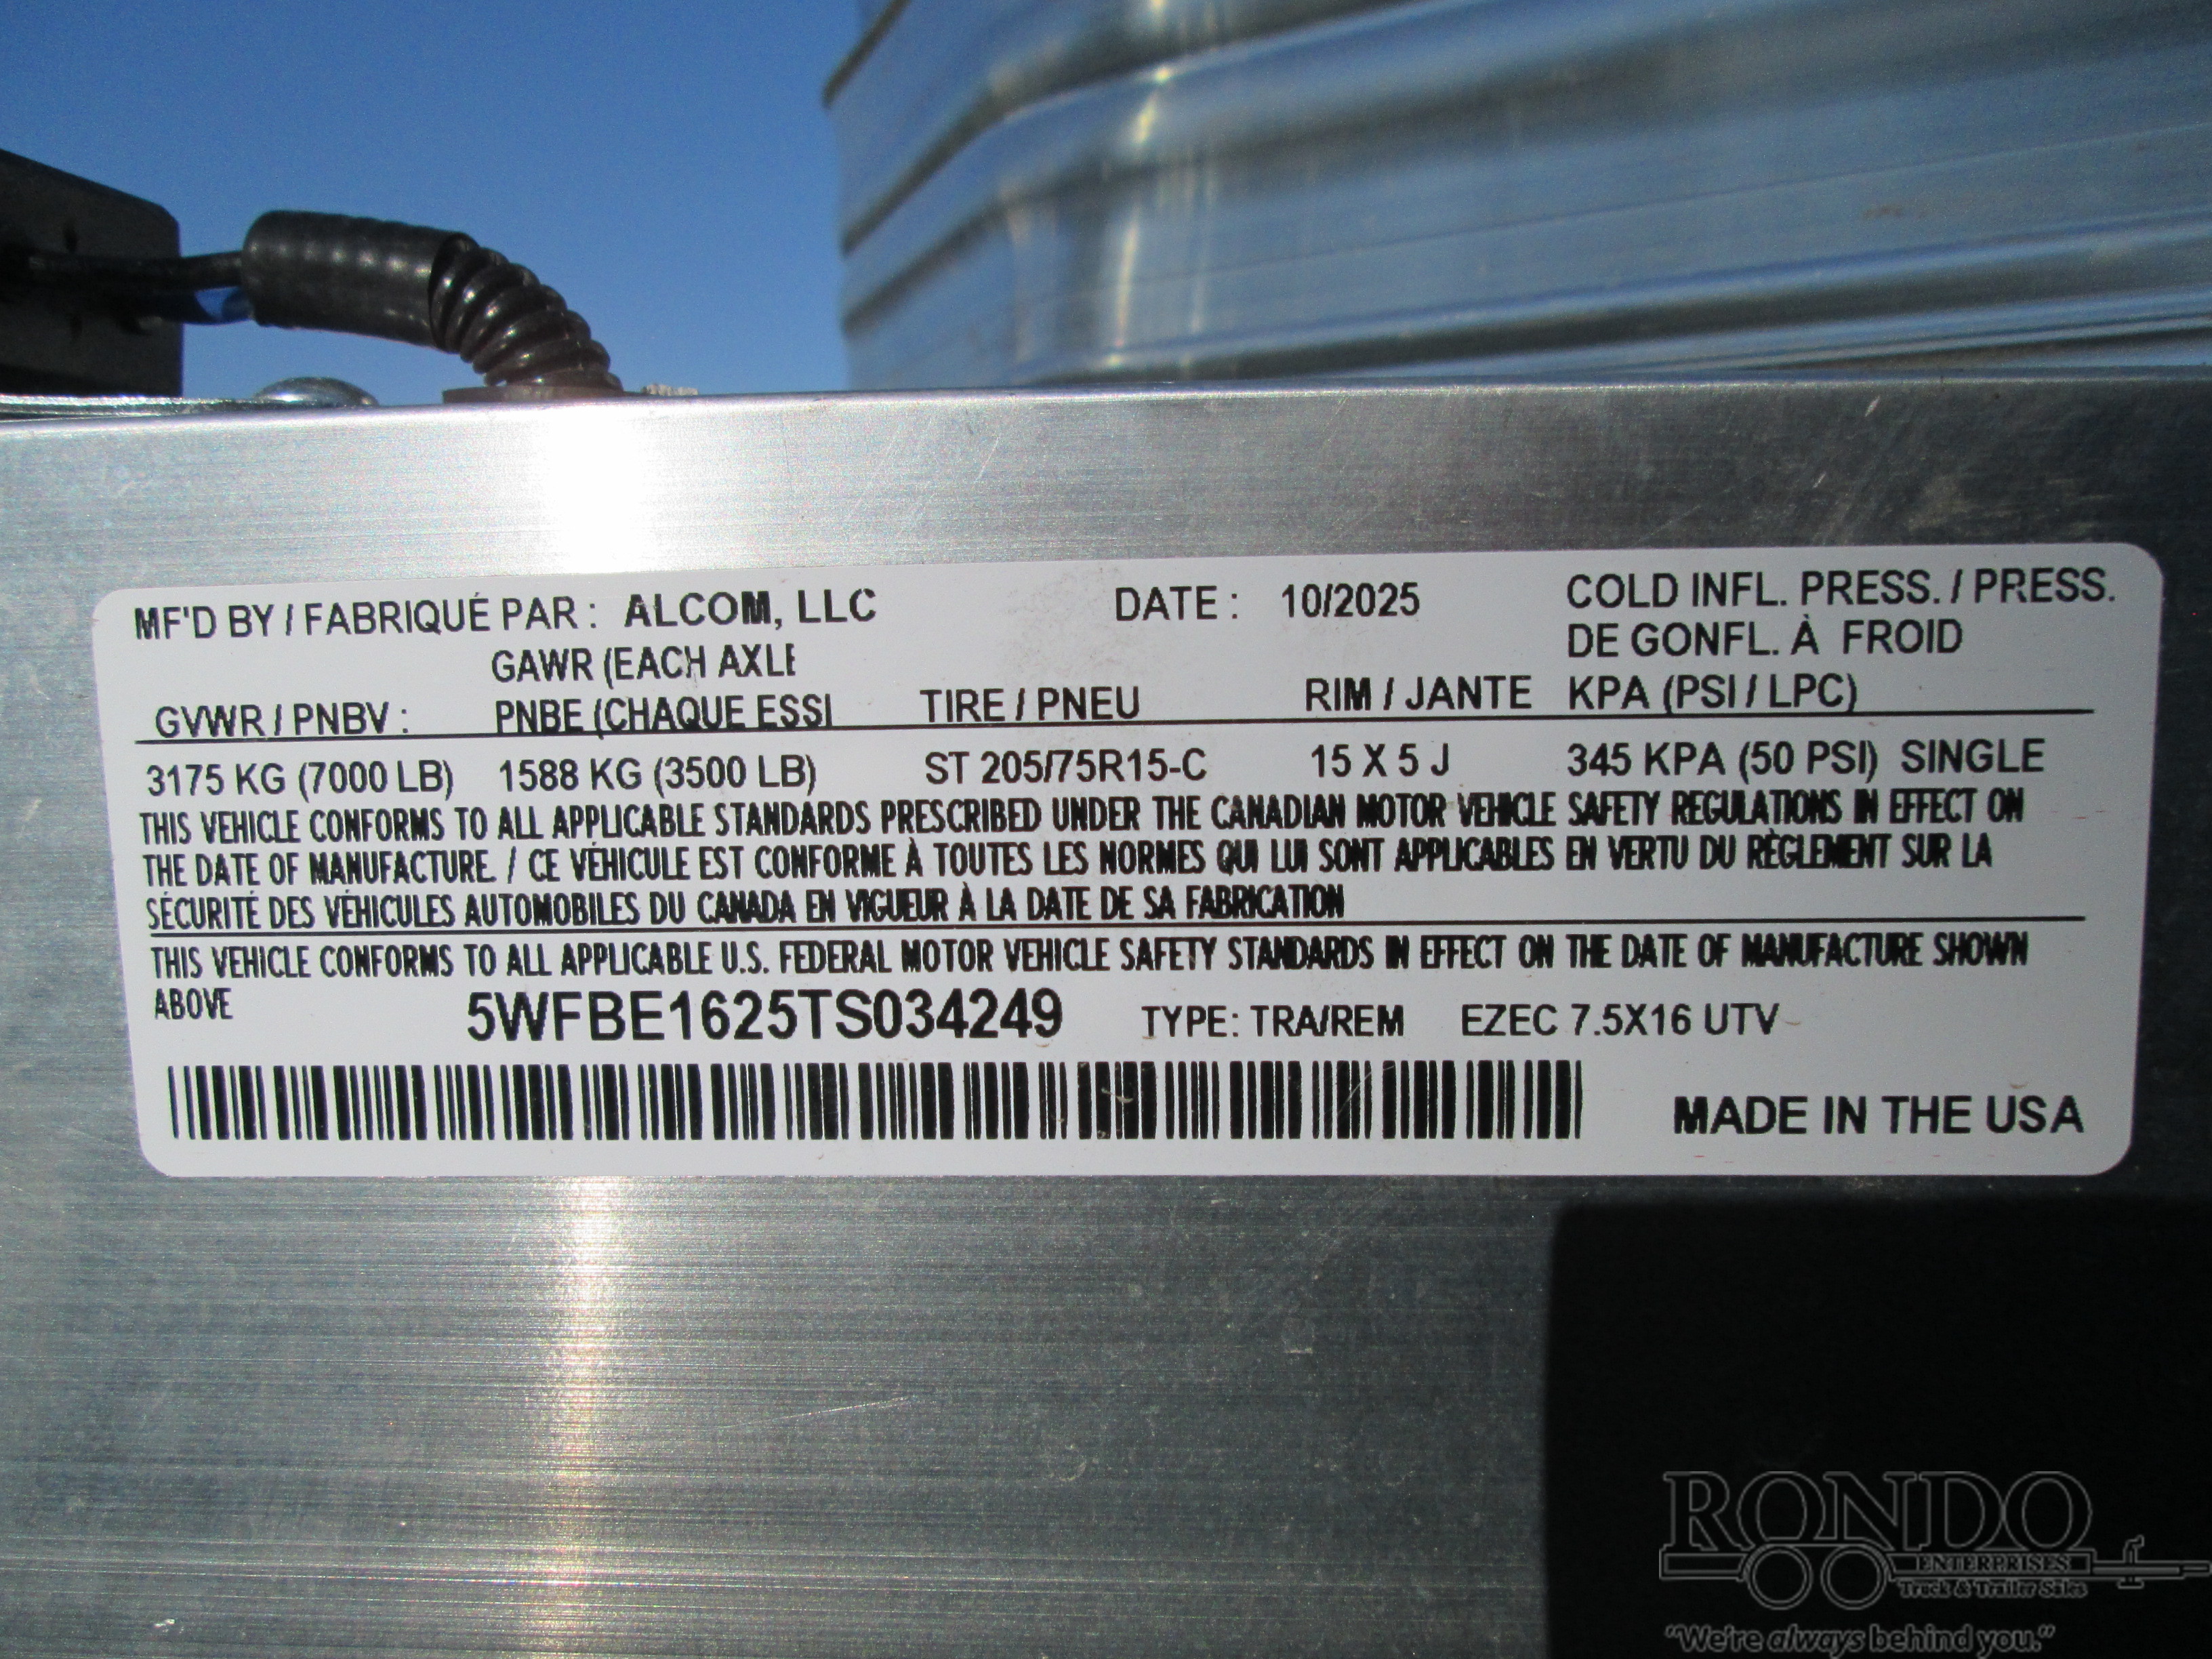 MF'D BY / FABRIQUÉ PAR : ALCOM, LLC DATE : 10/2025 COLD INFL. PRESS. / PRESS.
GAWR (EACH AXLE DE GONFL. À FROID
GVWR / PNBV : PNBE (CHAQUE ESSI TIRE / PNEU RIM / JANTE KPA (PSI / LPC)
3175 KG (7000 LB) 1588 KG (3500 LB) ST 205/75R15-C 15 X 5 J 345 KPA (50 PSI) SINGLE
THIS VEHICLE CONFORMS TO ALL APPLICABLE STANDARDS PRESCRIBED UNDER THE CANADIAN MOTOR VEHICLE SAFETY REGULATIONS IN EFFECT ON
THE DATE OF MANUFACTURE. / CE VÉHICULE EST CONFORME À TOUTES LES NORMES QUI LUI SONT APPLICABLES EN VERTU DU RÈGLEMENT SUR LA
SÉCURITÉ DES VÉHICULES AUTOMOBILES DU CANADA EN VIGUEUR À LA DATE DE SA FABRICATION
THIS VEHICLE CONFORMS TO ALL APPLICABLE U.S. FEDERAL MOTOR VEHICLE SAFETY STANDARDS IN EFFECT ON THE DATE OF MANUFACTURE SHOWN
ABOVE 5WFBE1625TS034249 TYPE: TRA/REM EZEC 7.5X16 UTV
MADE IN THE USA
RONDO
ENTERPRISES
Truck & Trailer Sales
"We're always behind you."